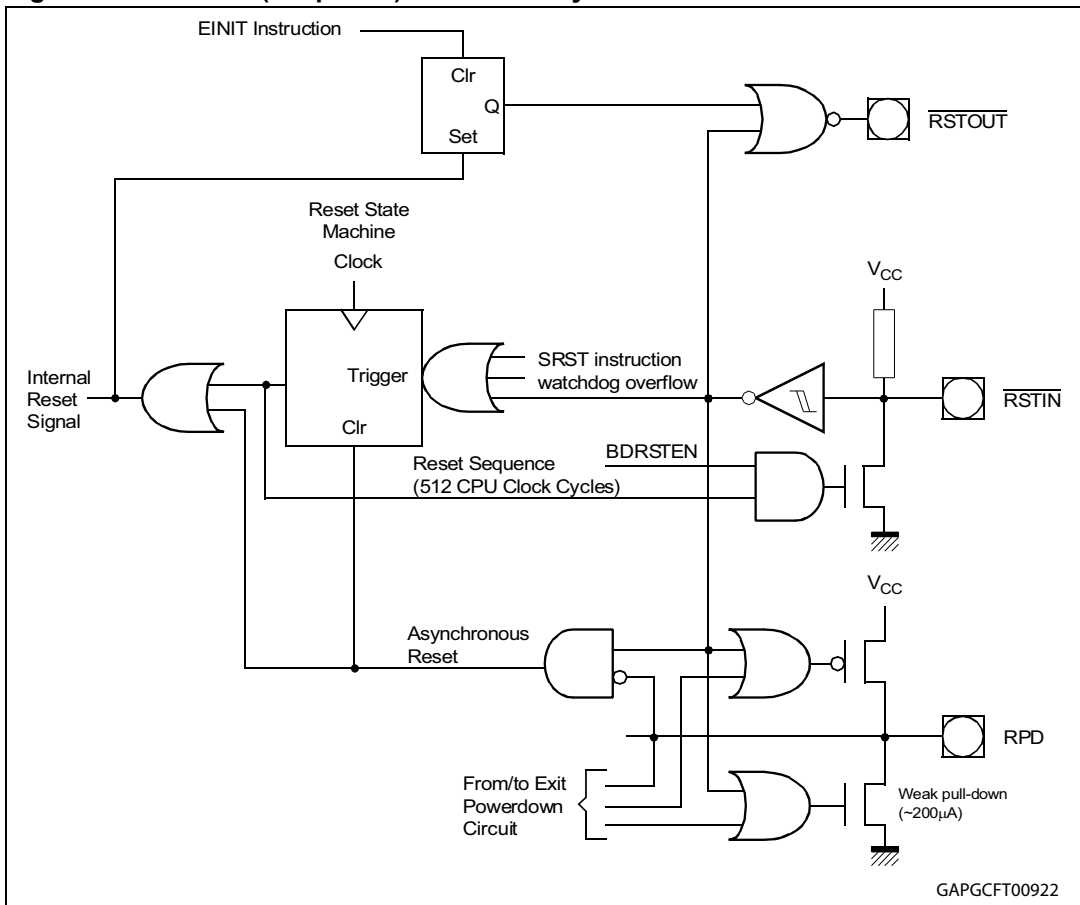 EINIT Instruction
Clr
Q
Set
RSTOUT
Reset State
Machine
Clock
VCC
Internal
Reset
Signal
Trigger
Clr
SRST instruction
watchdog overflow
RSTIN
BDRSTEN
Reset Sequence
(512 CPU Clock Cycles)
VCC
Asynchronous
Reset
RPD
From/to Exit
Powerdown
Circuit
Weak pull-down
(~200µA)
GAPGCFT00922